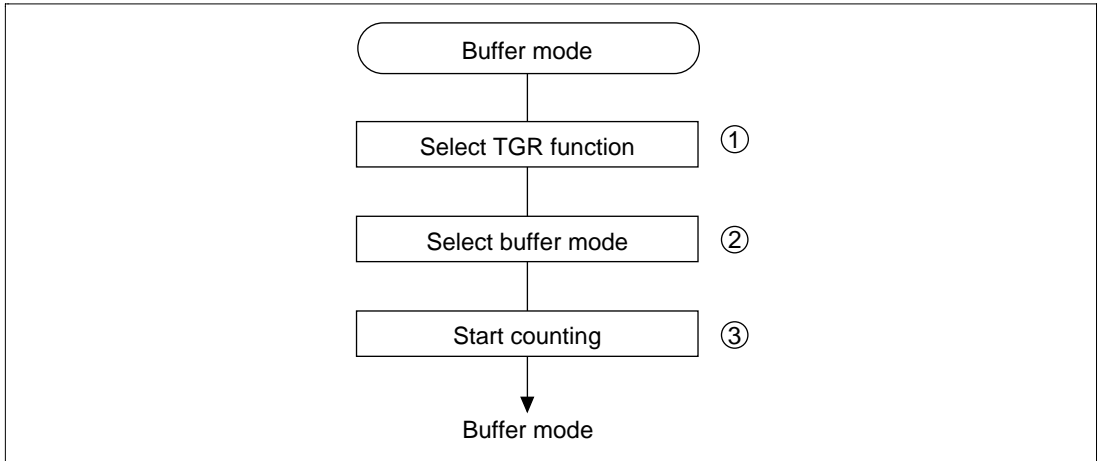 Buffer mode
Select TGR function ①
Select buffer mode ②
Start counting ③
Buffer mode